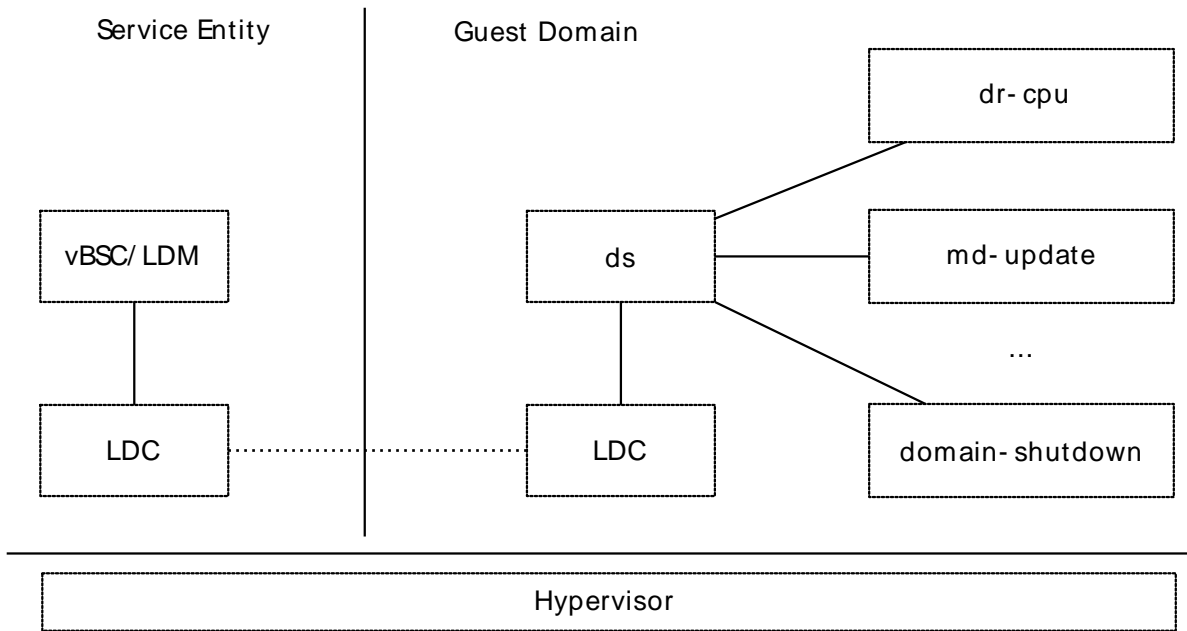 Service Entity
Guest Domain
dr-cpu
vBSC/LDM
ds
md-update
...
LDC
LDC
domain-shutdown
Hypervisor